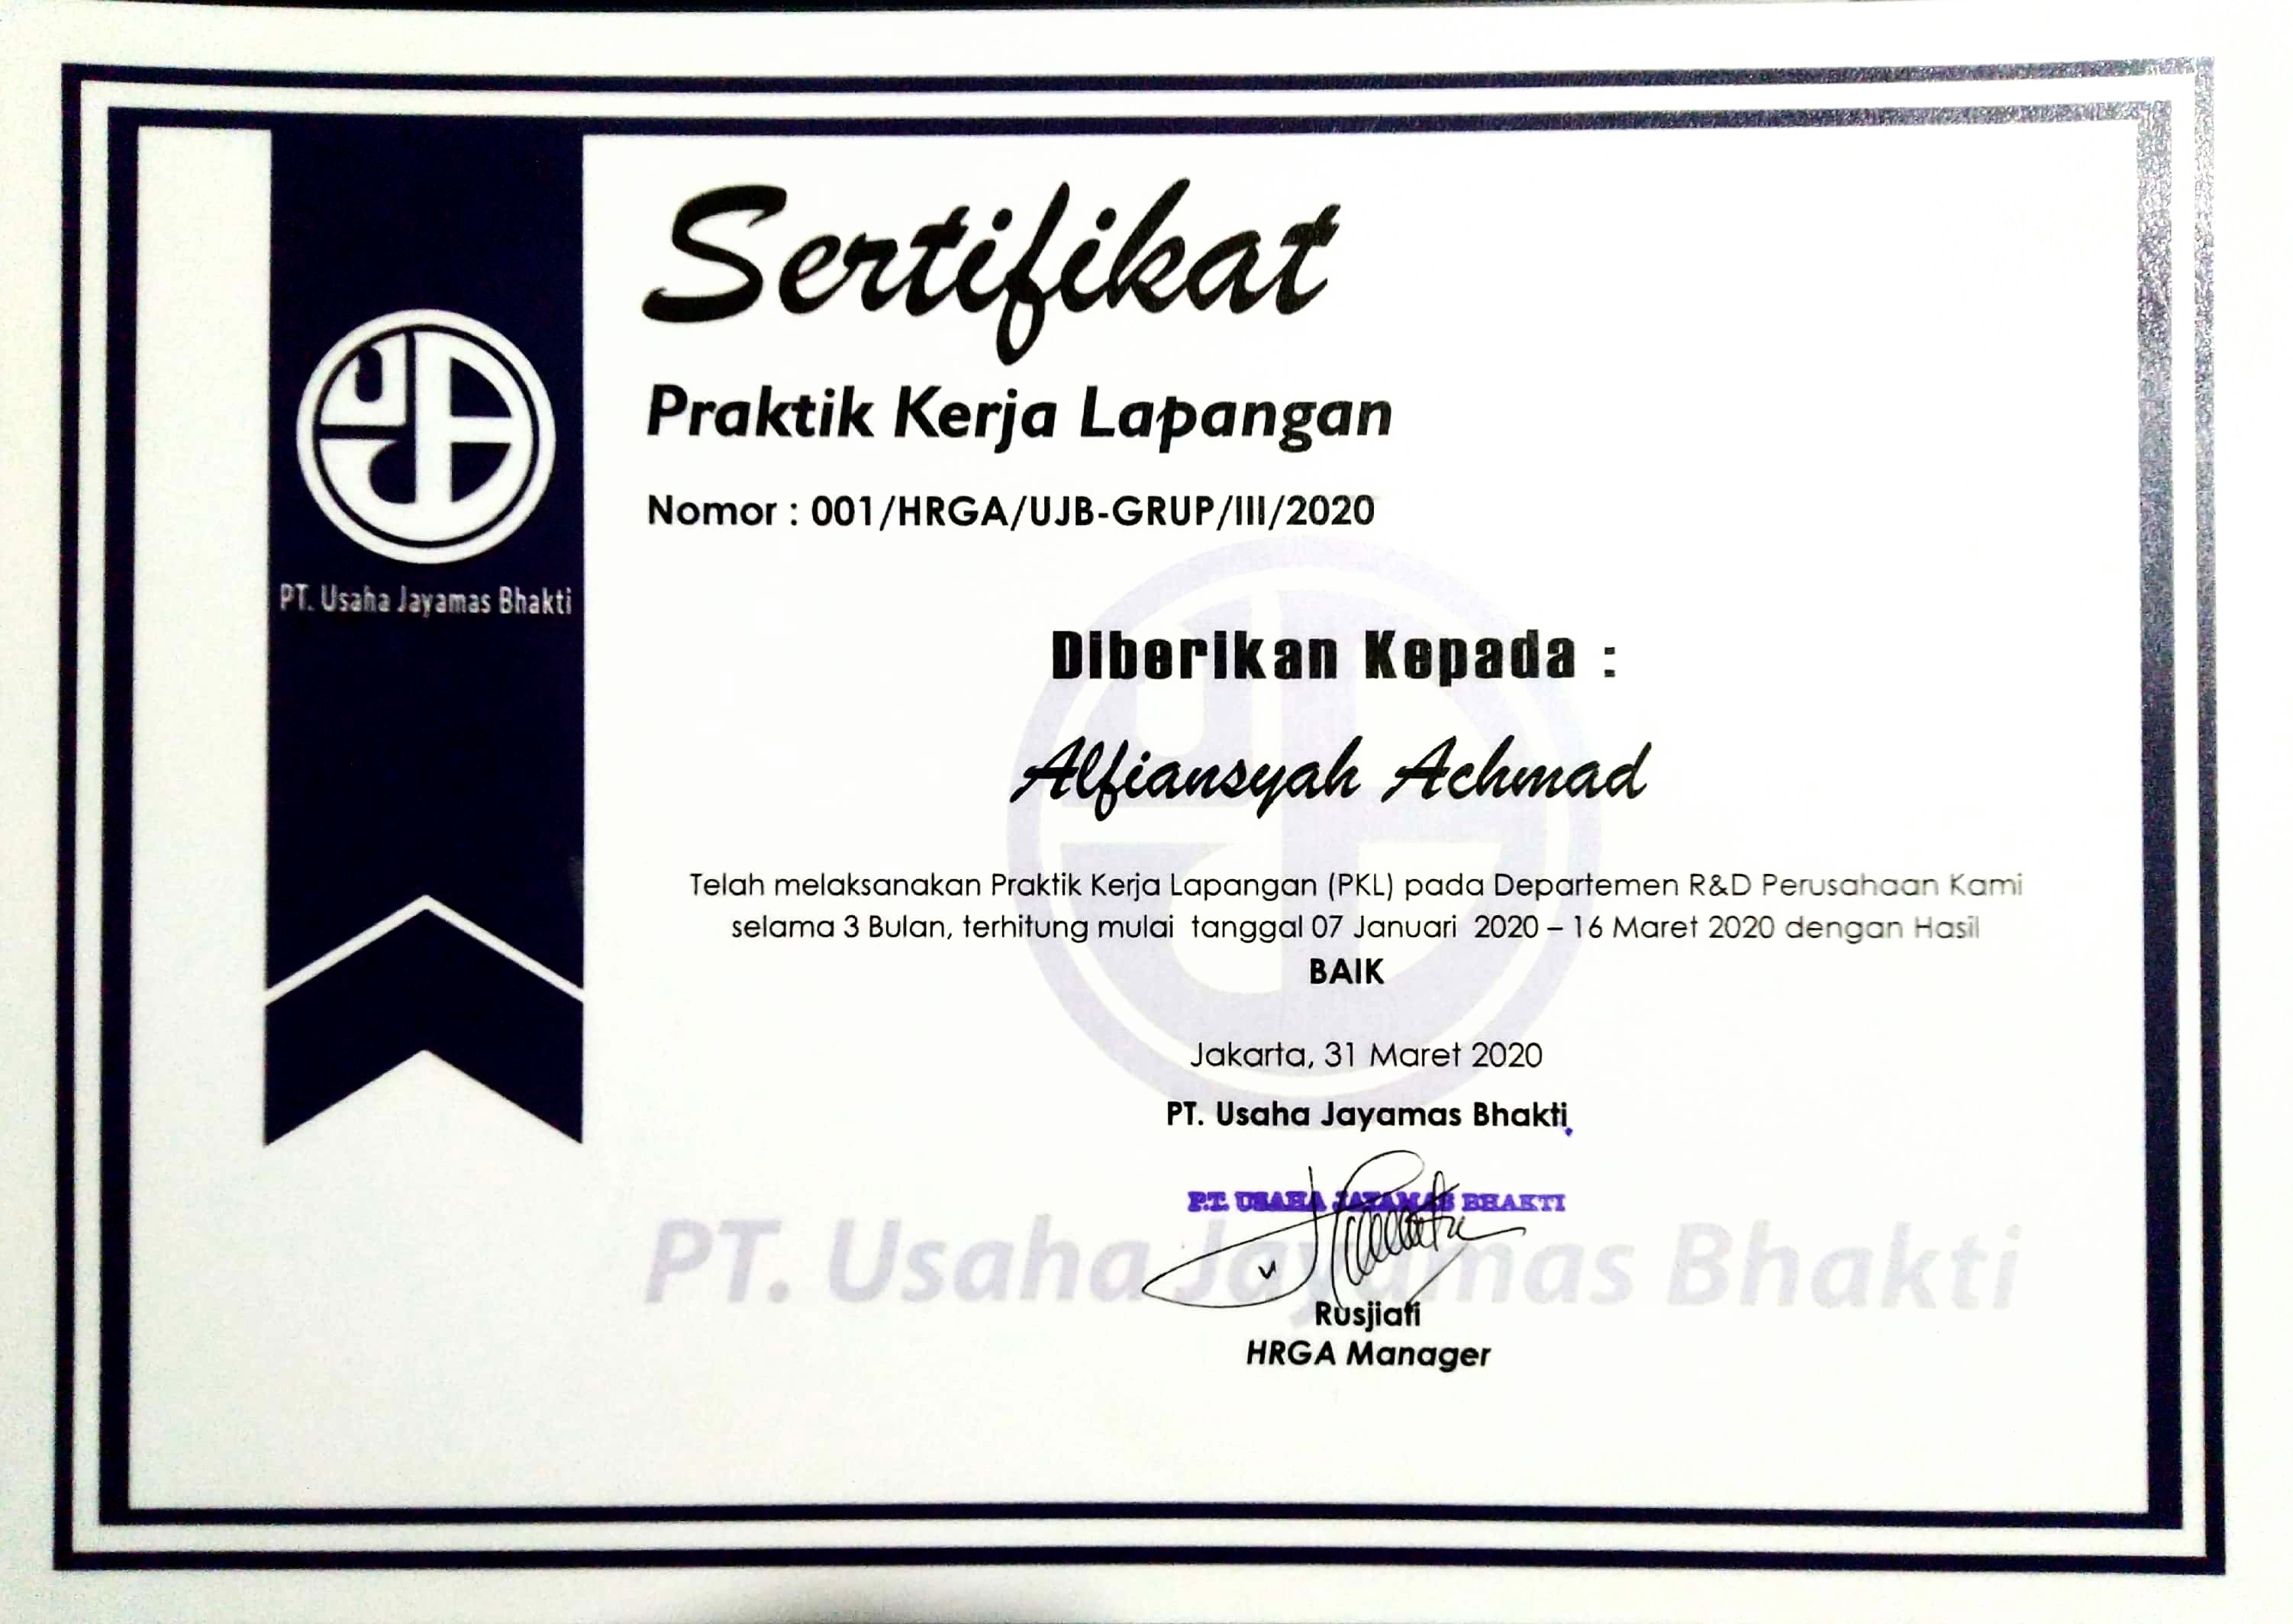 Sertifikat
Praktik Kerja Lapangan
Nomor : 001/HRGA/UJB-GRUP/III/2020
PT. Usaha Jayamas Bhakti
Diberikan Kepada :
Alfiansyah Achmad
Telah melaksanakan Praktik Kerja Lapangan (PKL) pada Departemen R&D Perusahaan Kami
selama 3 Bulan, terhitung mulai tanggal 07 Januari 2020 – 16 Maret 2020 dengan Hasil
BAIK
Jakarta, 31 Maret 2020
PT. Usaha Jayamas Bhakti
P.T. USAHA JAYAMAS BHAKTI
PT. Usaha Jayamas Bhakti
Rusjiati
HRGA Manager